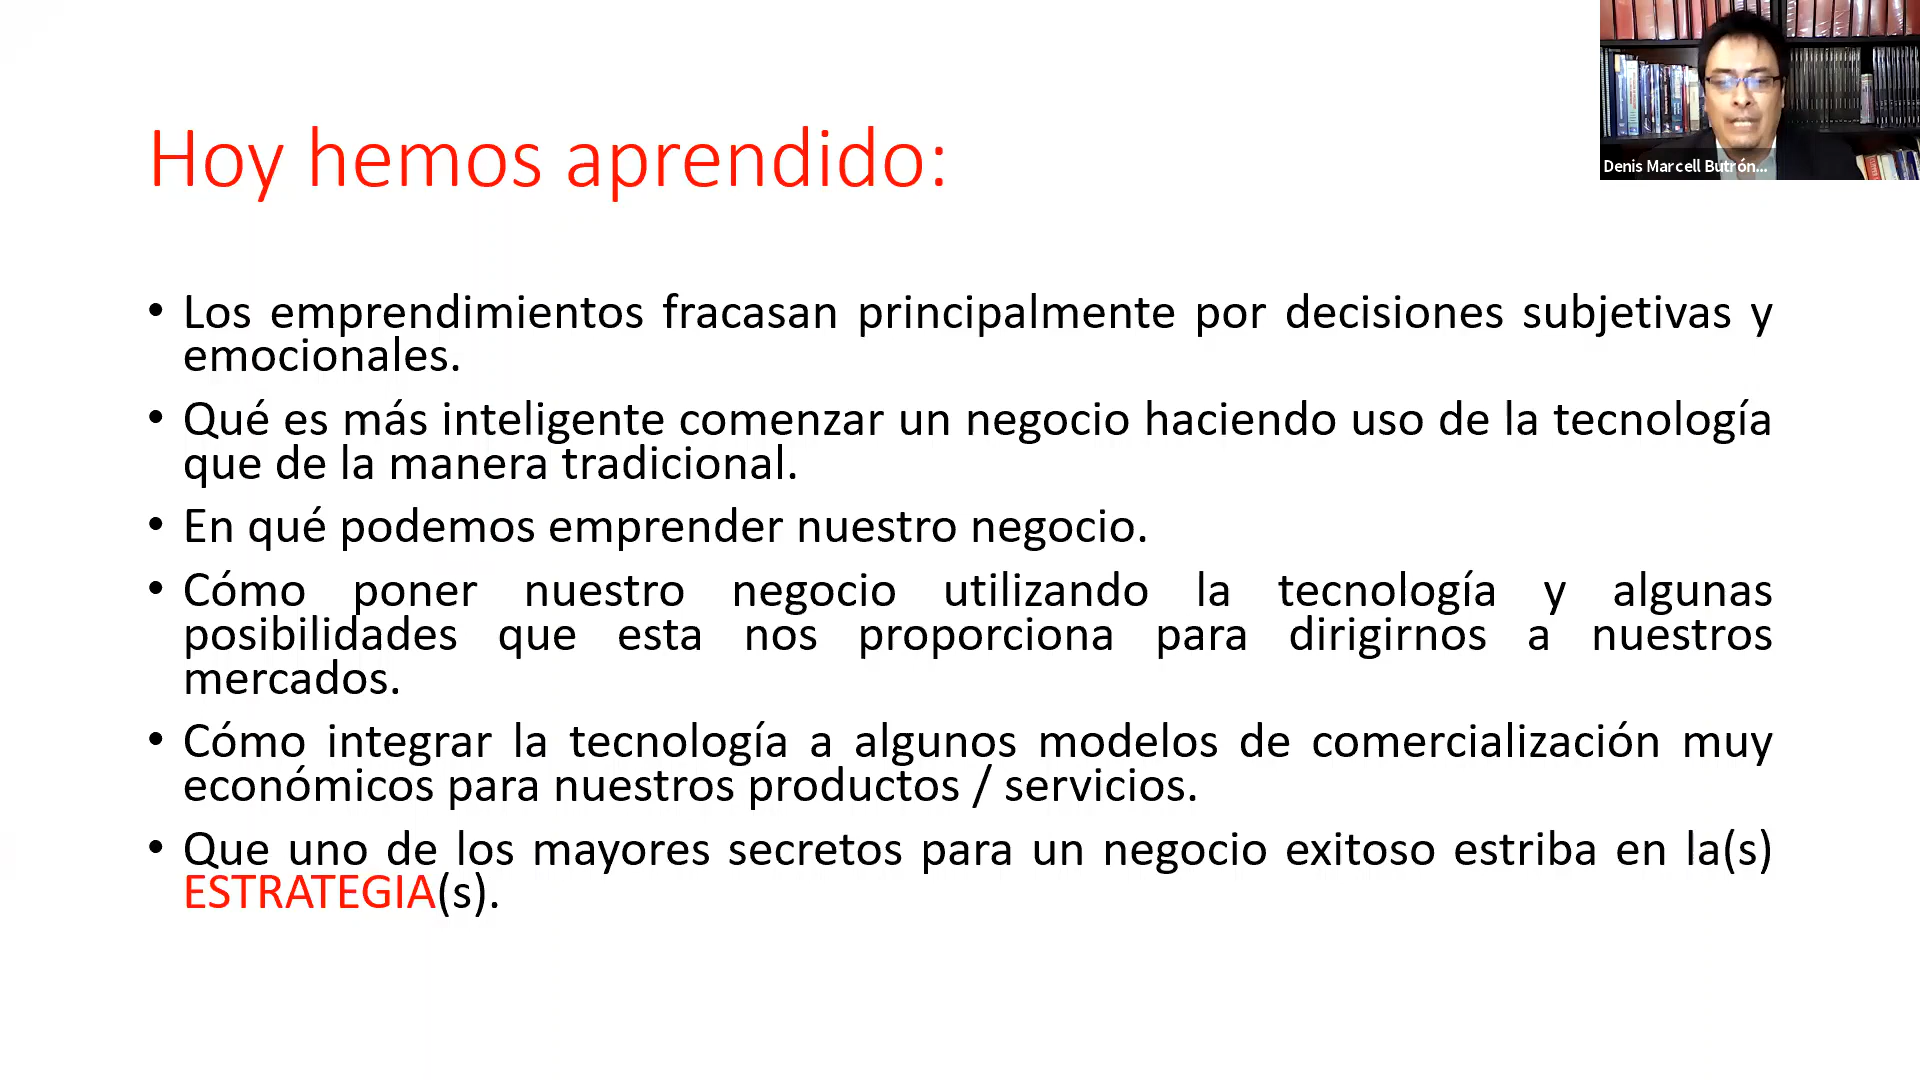 Hoy hemos aprendido:
Denis Marcell Butrón...
• Los emprendimientos fracasan principalmente por decisiones subjetivas y
emocionales.
• Qué es más inteligente comenzar un negocio haciendo uso de la tecnología
que de la manera tradicional.
• En qué podemos emprender nuestro negocio.
• Cómo poner nuestro negocio utilizando la tecnología y algunas
posibilidades que esta nos proporciona para dirigirnos a nuestros
mercados.
• Cómo integrar la tecnología a algunos modelos de comercialización muy
económicos para nuestros productos / servicios.
• Que uno de los mayores secretos para un negocio exitoso estriba en la(s)
ESTRATEGIA(s).